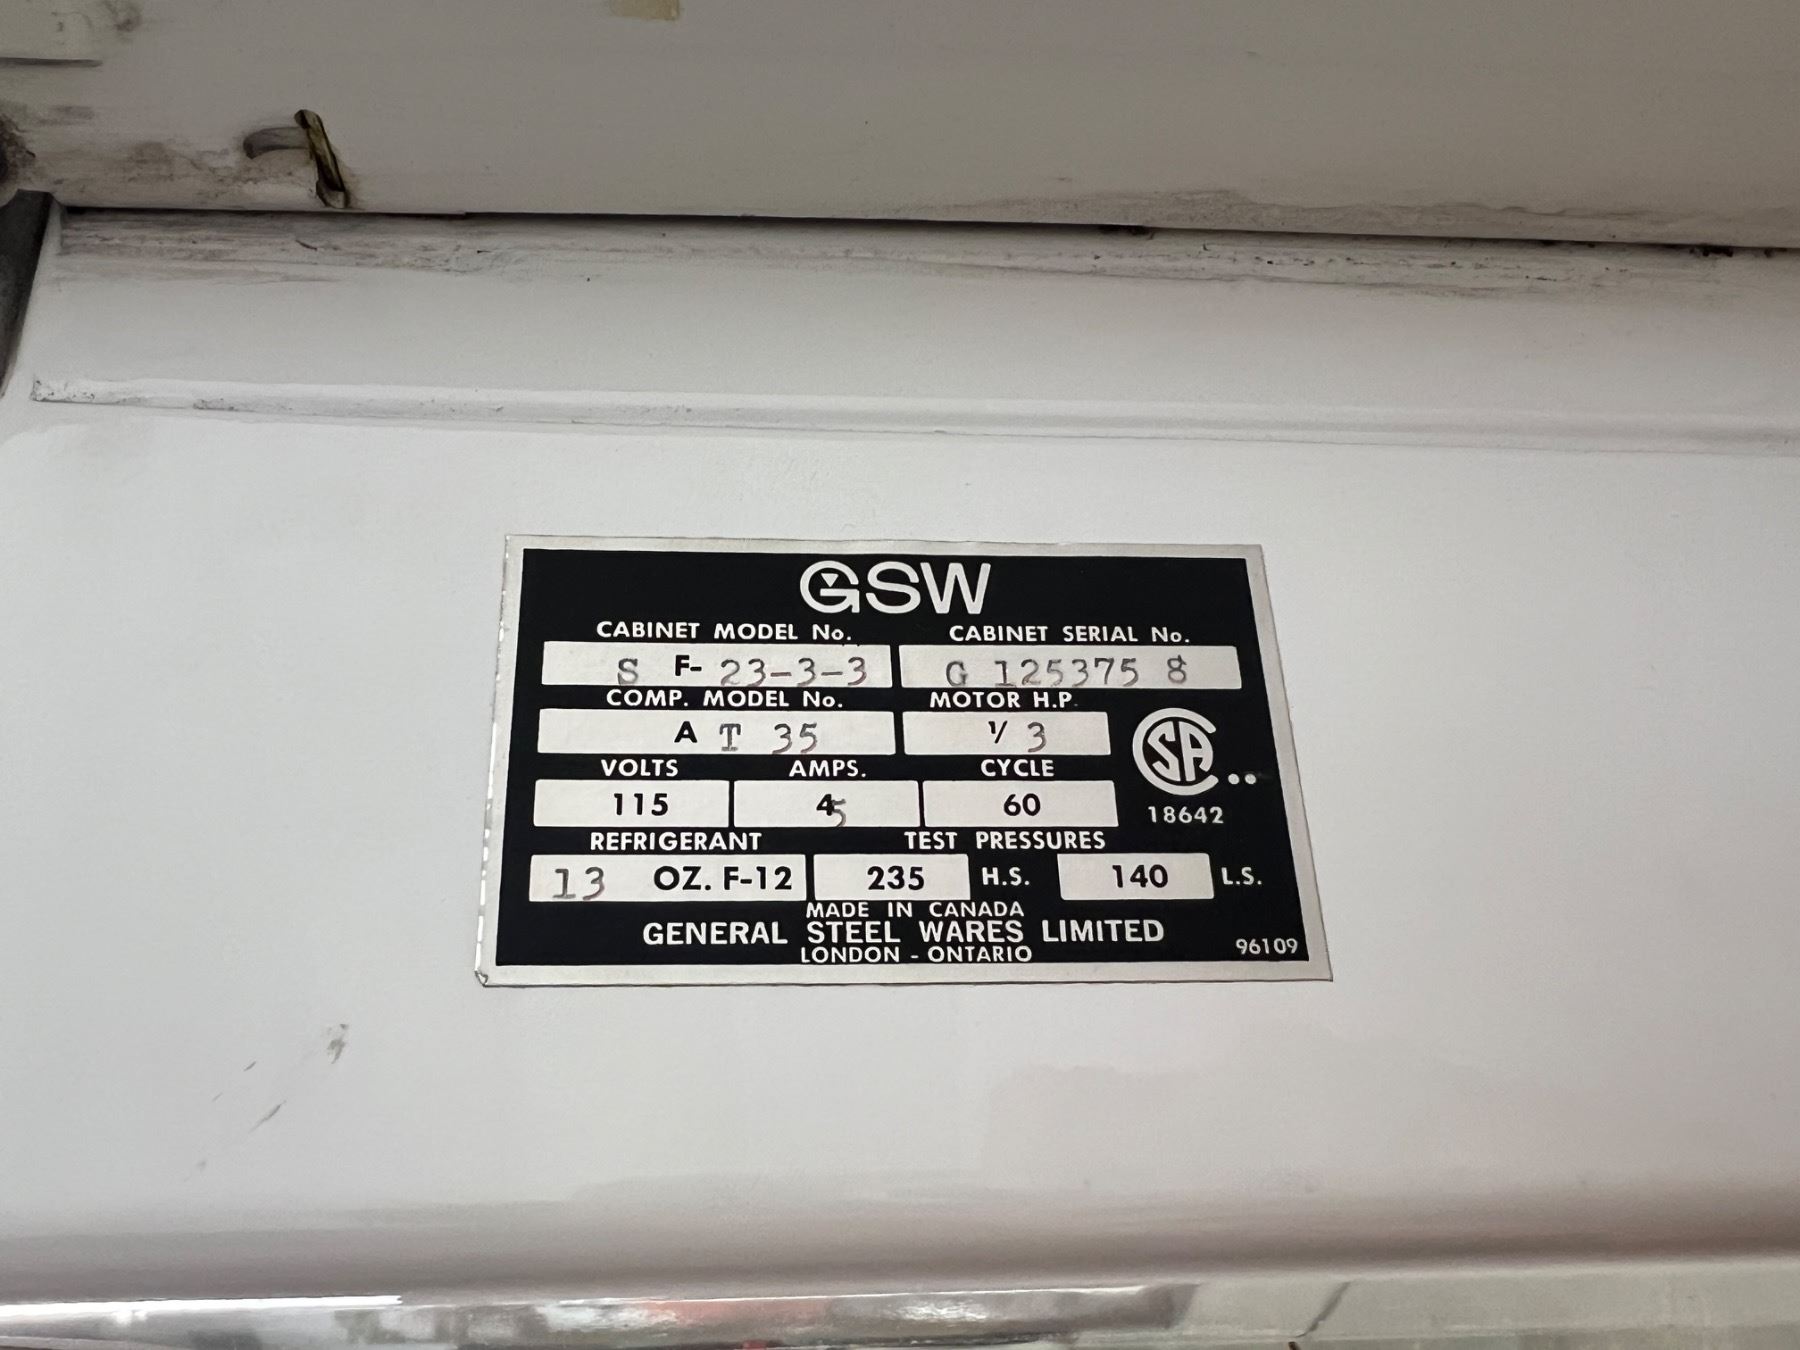 GSW
CABINET MODEL No. CABINET SERIAL No.
S F- 23-3-3 G 125375 8
COMP. MODEL No. MOTOR H.P.
A T 35 1/3
VOLTS AMPS. CYCLE
115 45 60
SA
18642
REFRIGERANT TEST PRESSURES
13 OZ. F-12 235 H.S. 140 L.S.
MADE IN CANADA
GENERAL STEEL WARES LIMITED
LONDON - ONTARIO
96109